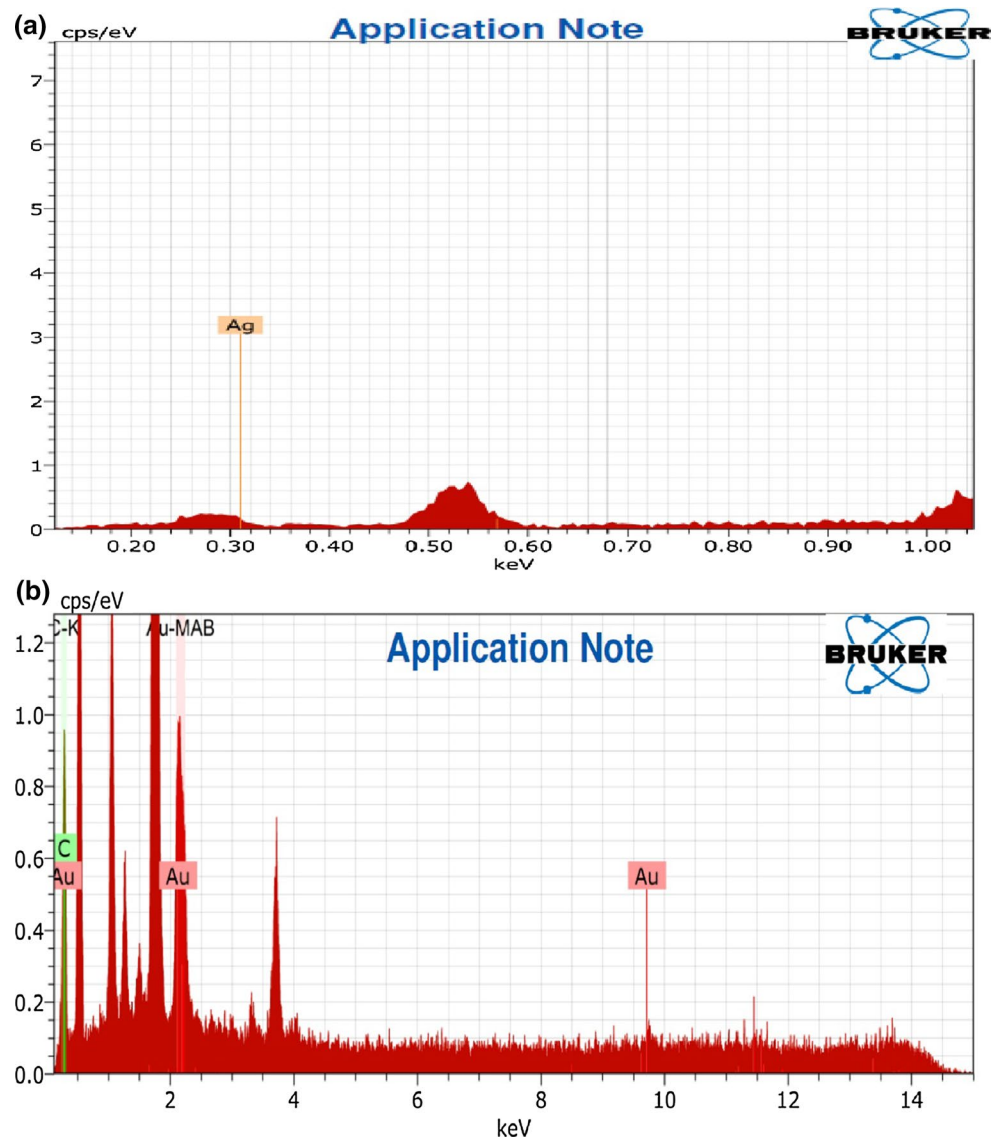 (a) cps/eV Application Note BRUKER
7
6
5
4
Ag
3
2
1
0
0.20 0.30 0.40 0.50 0.60 0.70 0.80 0.90 1.00
keV
(b) cps/eV
C-K Au-MAB
1.2
Application Note
BRUKER
1.0
0.8
C
0.6
Au Au Au
0.4
0.2
0.0
2 4 6 8 10 12 14
keV